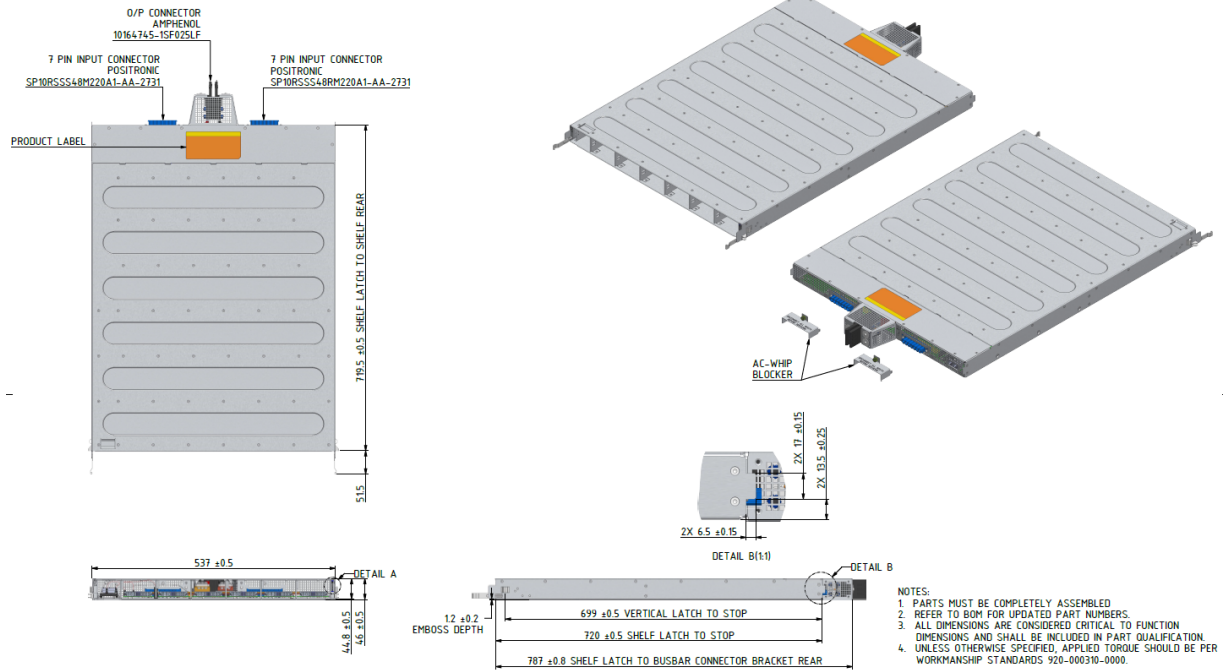 O/P CONNECTOR
AMPHENOL
10164745-1SF025LF
7 PIN INPUT CONNECTOR
POSITRONIC
SP10RSSS48M220A1-AA-2731
7 PIN INPUT CONNECTOR
POSITRONIC
SP10RSSS48RM220A1-AA-2731
PRODUCT LABEL
719.5 ±0.5 SHELF LATCH TO SHELF REAR
51.5
AC-WHIP
BLOCKER
2X 17 ±0.15
2X 13.5 ±0.25
2X 6.5 ±0.15
DETAIL B(1:1)
537 ±0.5
DETAIL A
44.8 ±0.5
46 ±0.5
DETAIL B
1.2 ±0.2
EMBOSS DEPTH
699 ±0.5 VERTICAL LATCH TO STOP
720 ±0.5 SHELF LATCH TO STOP
787 ±0.8 SHELF LATCH TO BUSBAR CONNECTOR BRACKET REAR
NOTES:
1. PARTS MUST BE COMPLETELY ASSEMBLED
2. REFER TO BOM FOR UPDATED PART NUMBERS.
3. ALL DIMENSIONS ARE CONSIDERED CRITICAL TO FUNCTION
DIMENSIONS AND SHALL BE INCLUDED IN PART QUALIFICATION.
4. UNLESS OTHERWISE SPECIFIED, APPLIED TORQUE SHOULD BE PER
WORKMANSHIP STANDARDS 920-000310-0000.